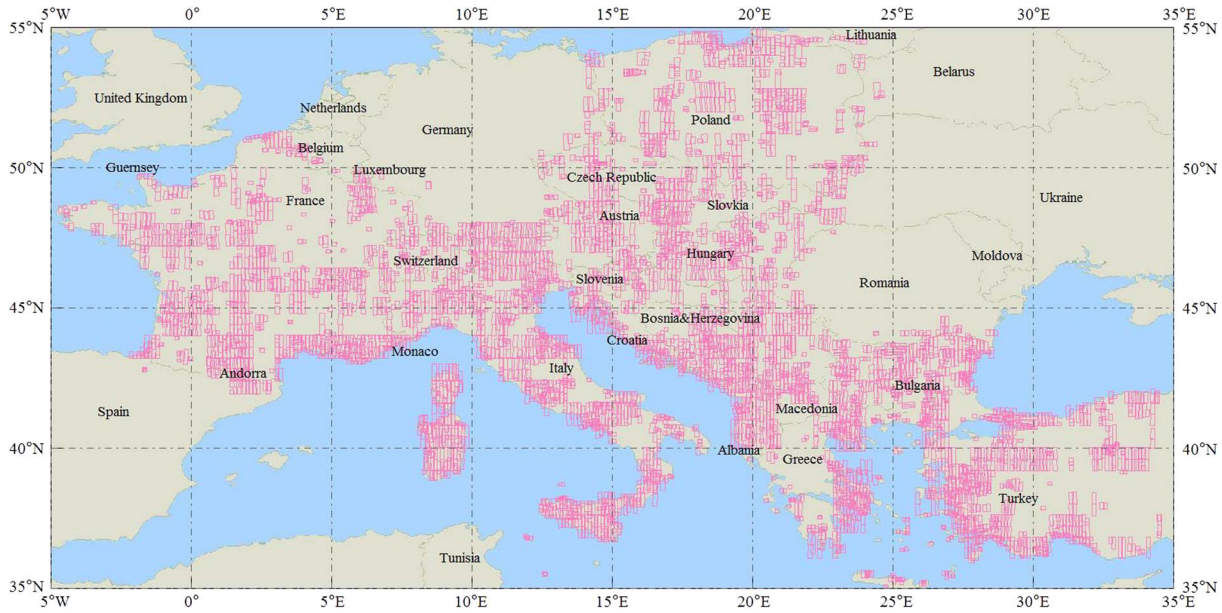 5°W 0° 5°E 10°E 15°E 20°E 25°E 30°E 35°E
55°N 55°N
Lithuania
Belarus
United Kingdom
Netherlands
Poland
Germany
Belgium
50°N Guernsey Luxembourg 50°N
Czech Republic
France Slovkia Ukraine
Austria
Hungary Moldova
Switzerland
Slovenia Romania
45°N 45°N
Bosnia&Herzegovina
Croatia
Monaco
Andorra Italy Bulgaria
Spain Macedonia
40°N Albania 40°N
Greece
Turkey
Tunisia
35°N 35°N
5°W 0° 5°E 10°E 15°E 20°E 25°E 30°E 35°E